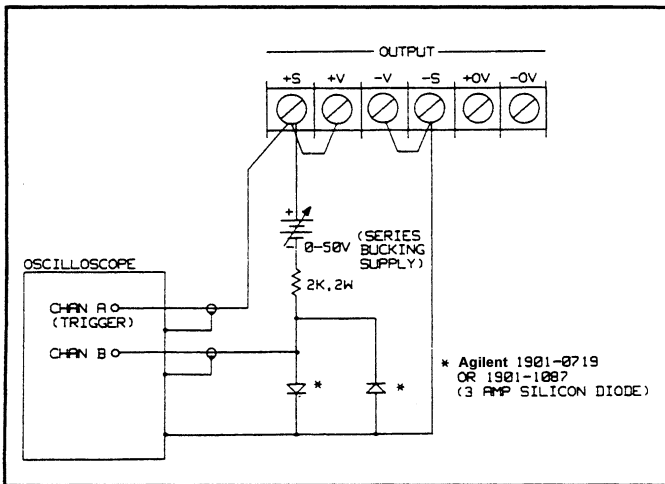 OUTPUT
+S +V -V -S +OV -OV
+
- 0-50V (SERIES
BUCKING
SUPPLY)
2K,2W
OSCILLOSCOPE
CHAN A
(TRIGGER)
CHAN B
*
*
* Agilent 1901-0719
OR 1901-1087
(3 AMP SILICON DIODE)